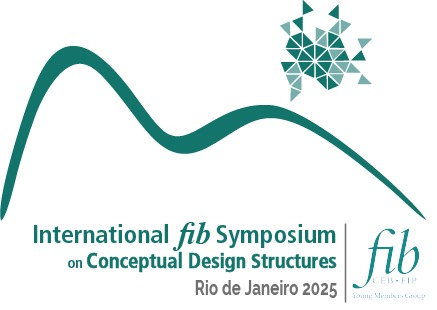 International fib Symposium
on Conceptual Design Structures
Rio de Janeiro 2025
fib
CEB-FIP
Young Members Group